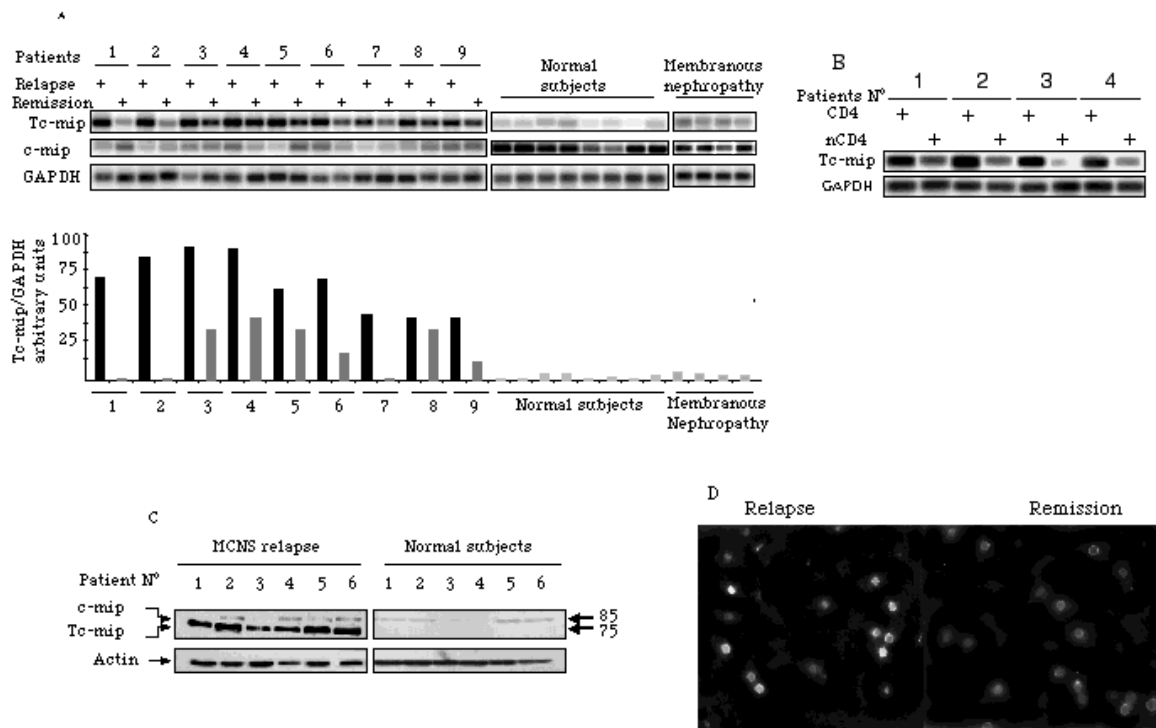 A
Patients 1 2 3 4 5 6 7 8 9
Normal subjects
Membranous nephropathy
Relapse + + + + + + + + +
Remission + + + + + + + + +
Tc-mip
c-mip
GAPDH
Tc-mip/GAPDH
arbitrary units
100
75
50
25
1 2 3 4 5 6 7 8 9
Normal subjects
Membranous
Nephropathy
B
1 2 3 4
Patients N°
CD4 + + + +
nCD4 + + + +
Tc-mip
GAPDH
C
MCNS relapse Normal subjects
Patient N° 1 2 3 4 5 6 1 2 3 4 5 6
c-mip 85
Tc-mip 75
Actin
D
Relapse Remission